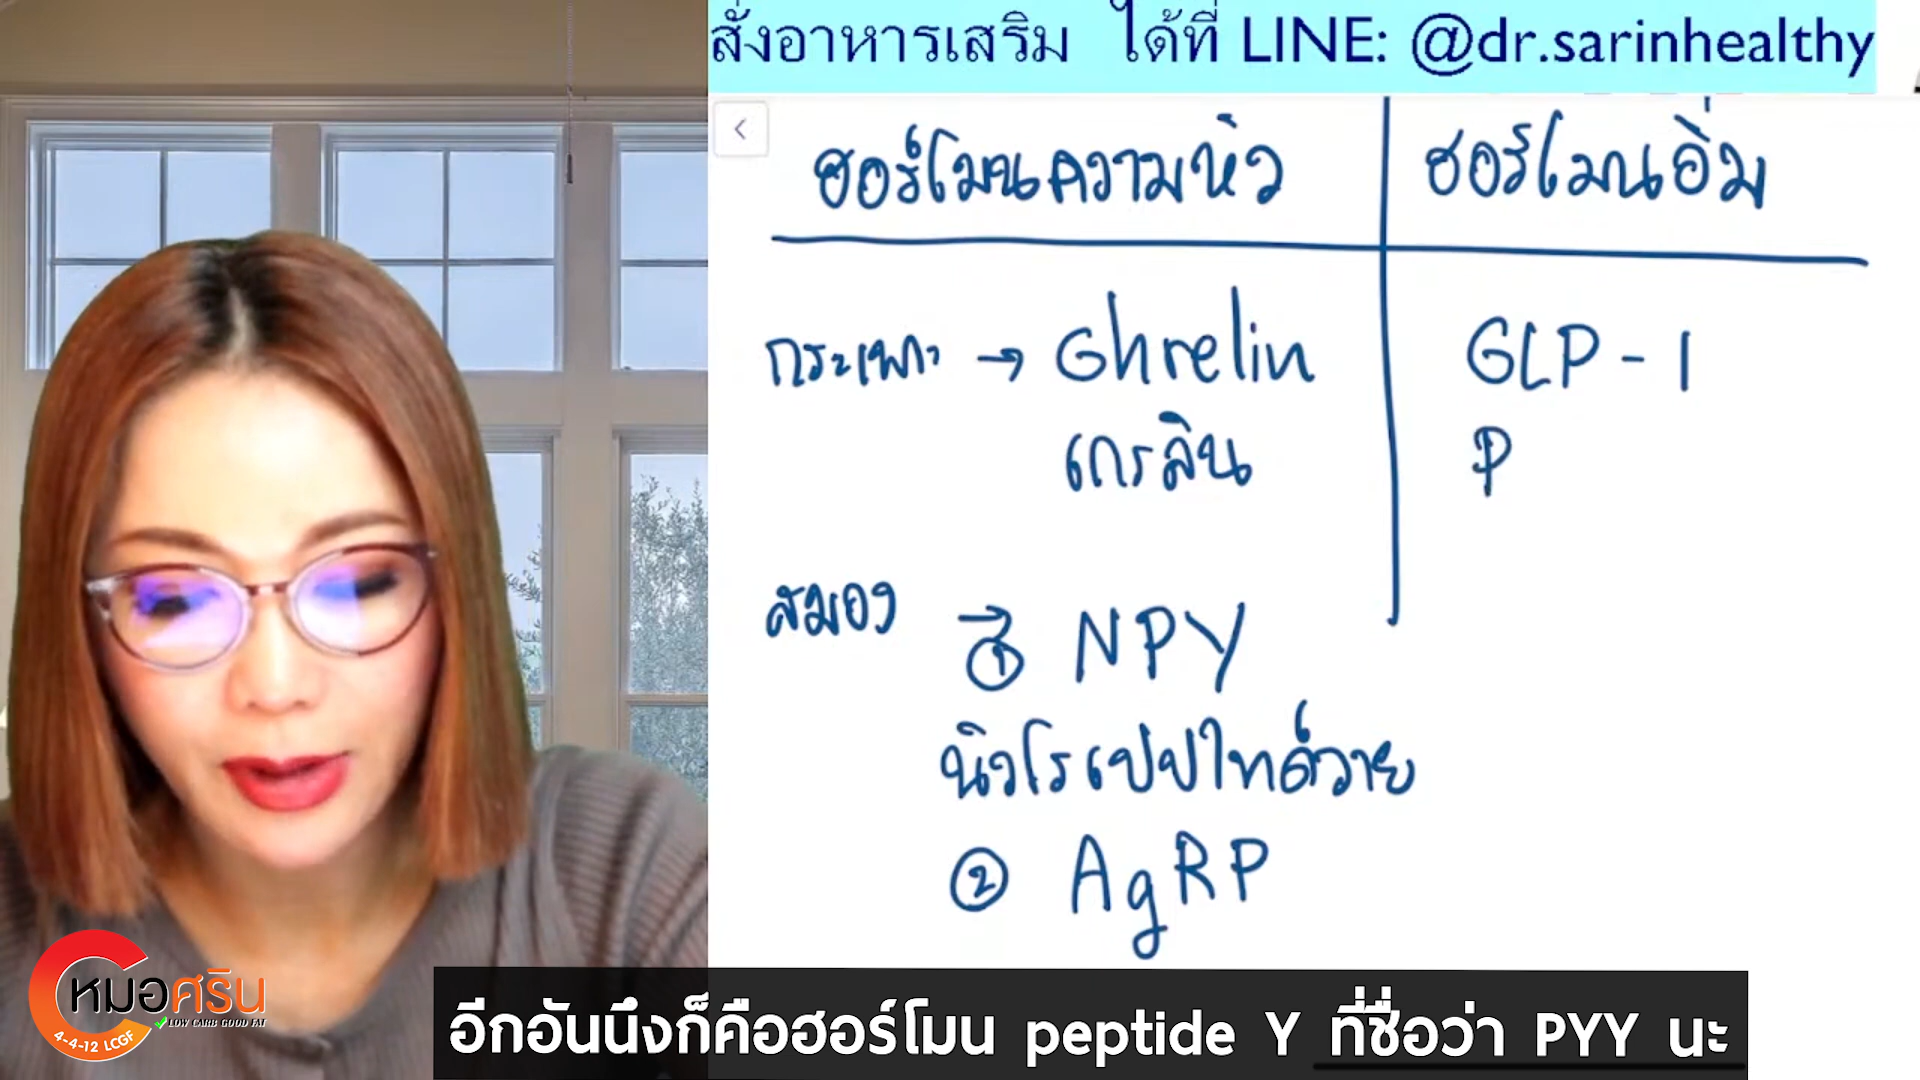 สั่งอาหารเสริม ได้ที่ LINE: @dr.sarinhealthy
ฮอร์โมนความหิว
ฮอร์โมนอิ่ม
กระเพาะ → Ghrelin
GLP-1
เกรลิน
P
สมอง
① NPY
นิวโรเปปไทด์วาย
② AgRP
หมอศริน
LOW CARB GOOD FAT
4-4-12 LCGF
อีกอันนึงก็คือฮอร์โมน peptide Y ที่ชื่อว่า PYY นะ